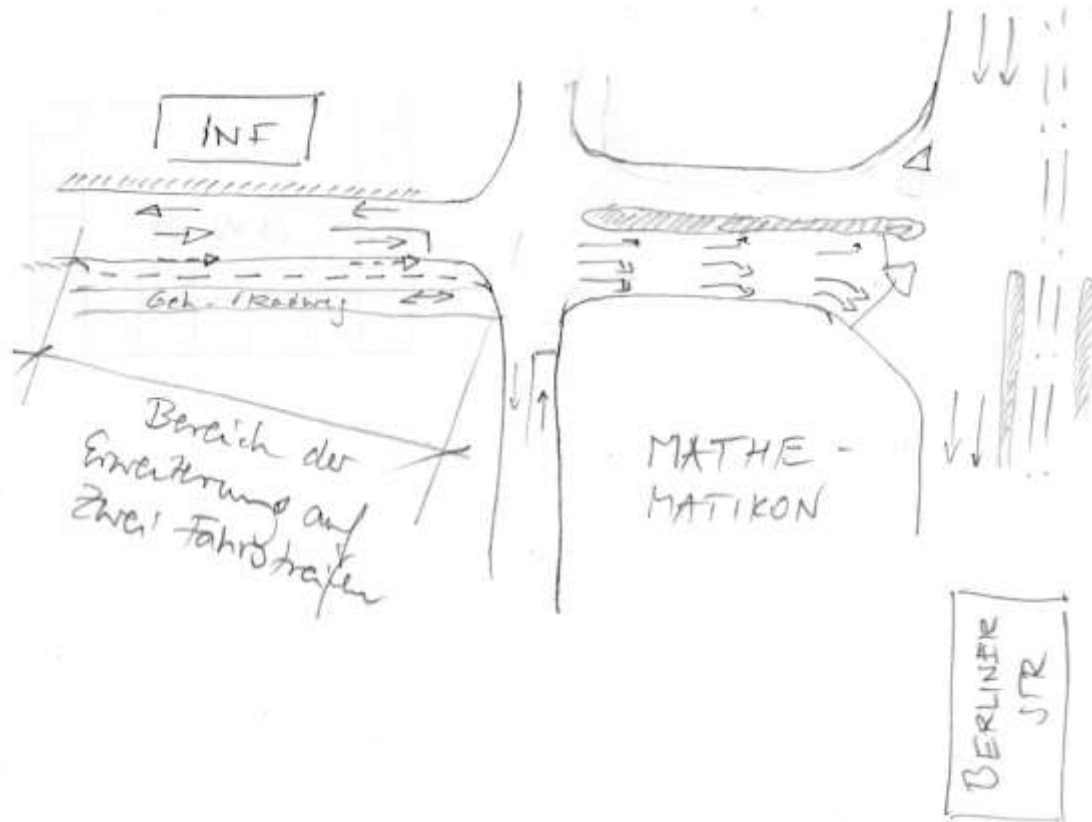 INF
Geh- / Radweg
Bereich der
Erweiterung auf
Zwei Fahrstreifen
MATHE -
MATIKON
BERLINER
STR